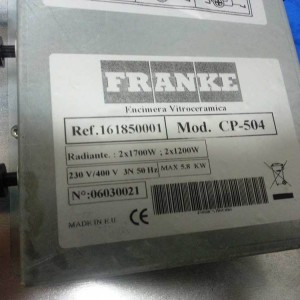 FRANKE
Encimera Vitroceramica
Ref.161850001 Mod. CP-504
Radiante. : 2x1700W ; 2x1200W
230 V/400 V 3N 50 Hz MAX 5.8 KW
Nº:06030021
MADE IN E.U. CE